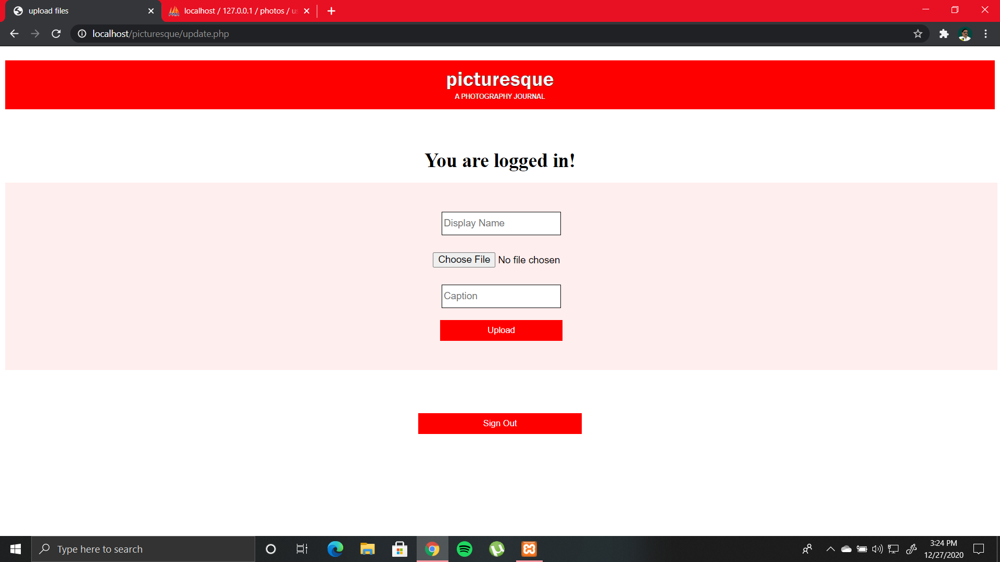 upload files
localhost / 127.0.0.1 / photos / us
localhost/picturesque/update.php
picturesque
A PHOTOGRAPHY JOURNAL
You are logged in!
Display Name
Choose File No file chosen
Caption
Upload
Sign Out
Type here to search
3:24 PM
12/27/2020